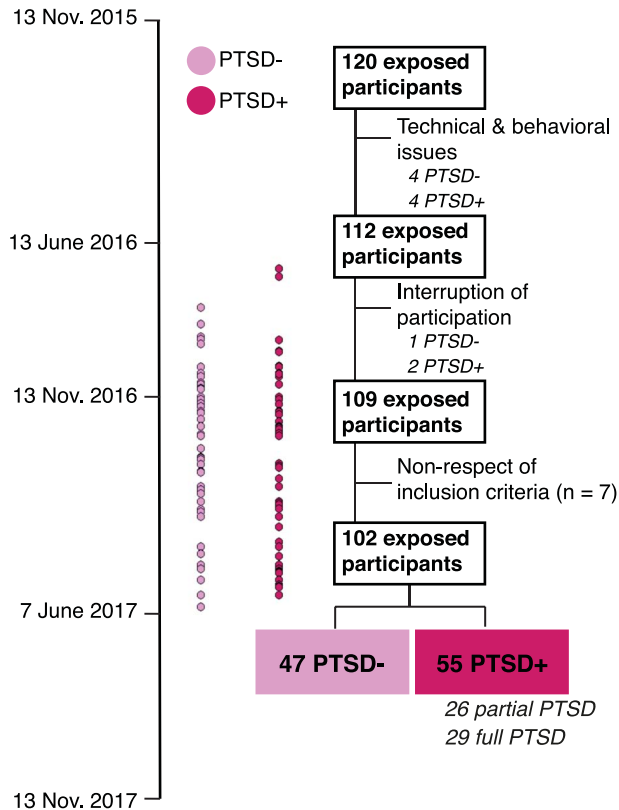 13 Nov. 2015
PTSD-
PTSD+
120 exposed
participants
Technical & behavioral
issues
4 PTSD-
4 PTSD+
13 June 2016
112 exposed
participants
Interruption of
participation
1 PTSD-
2 PTSD+
13 Nov. 2016
109 exposed
participants
Non-respect of
inclusion criteria (n = 7)
102 exposed
participants
7 June 2017
47 PTSD-
55 PTSD+
26 partial PTSD
29 full PTSD
13 Nov. 2017